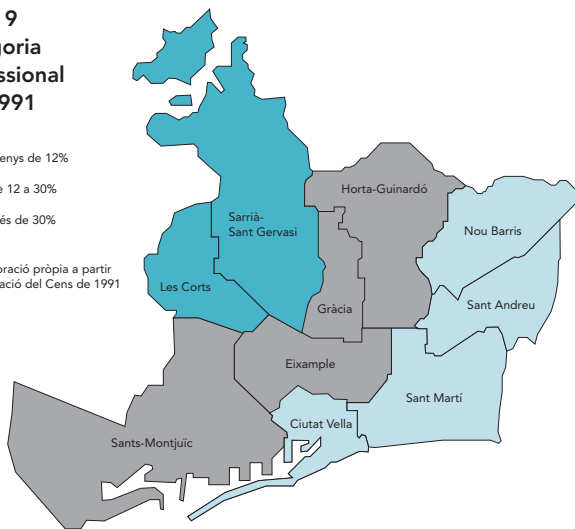 9
goria
ssional
1991
enys de 12%
e 12 a 30%
és de 30%
oració pròpia a partir
ació del Cens de 1991
Horta-Guinardó
Nou Barris
Sarrià-
Sant Gervasi
Les Corts
Gràcia
Sant Andreu
Eixample
Sant Martí
Ciutat Vella
Sants-Montjuïc